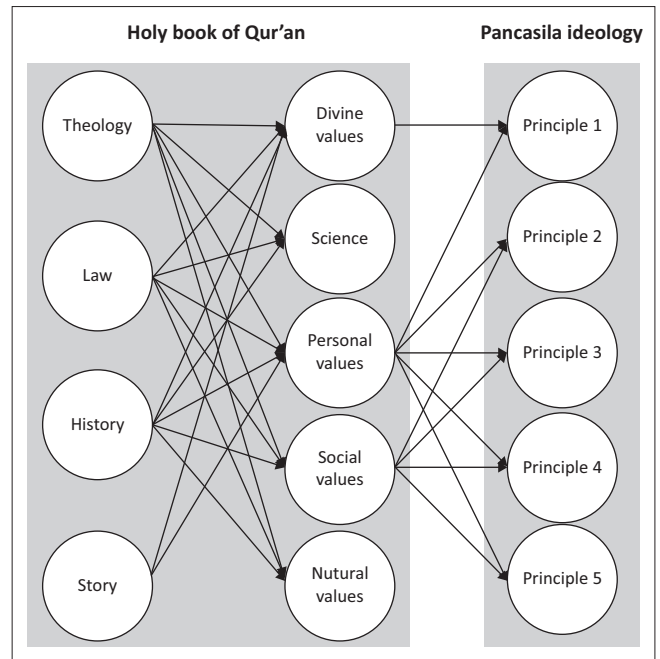 Holy book of Qur’an
Pancasila ideology
Theology
Law
History
Story
Divine
values
Science
Personal
values
Social
values
Nutural
values
Principle 1
Principle 2
Principle 3
Principle 4
Principle 5